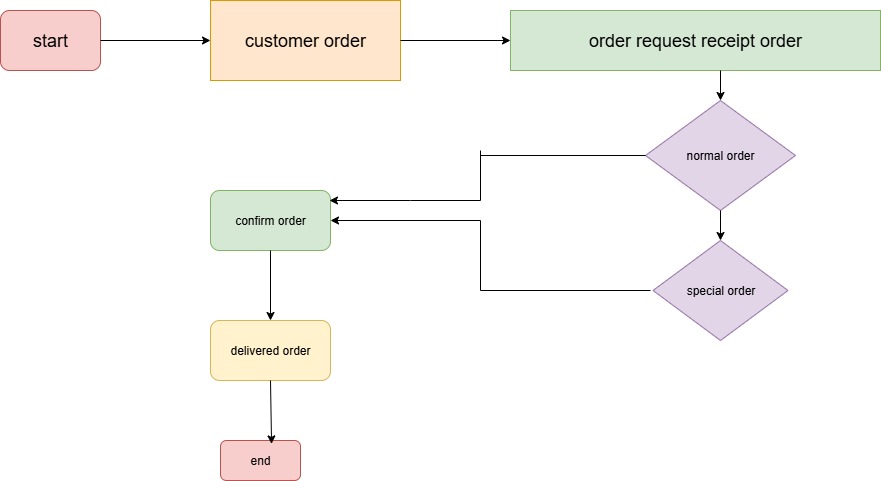 start
customer order
order request receipt order
normal order
confirm order
special order
delivered order
end